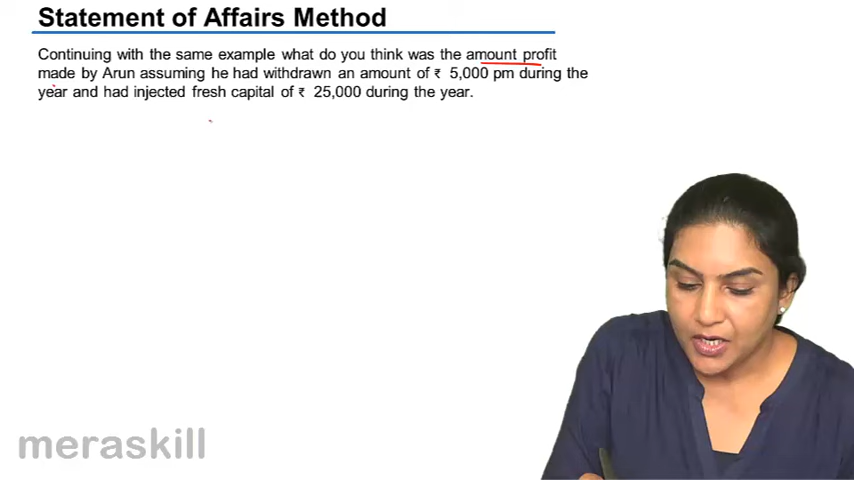 Statement of Affairs Method
Continuing with the same example what do you think was the amount profit
made by Arun assuming he had withdrawn an amount of ₹ 5,000 pm during the
year and had injected fresh capital of ₹ 25,000 during the year.
meraskill